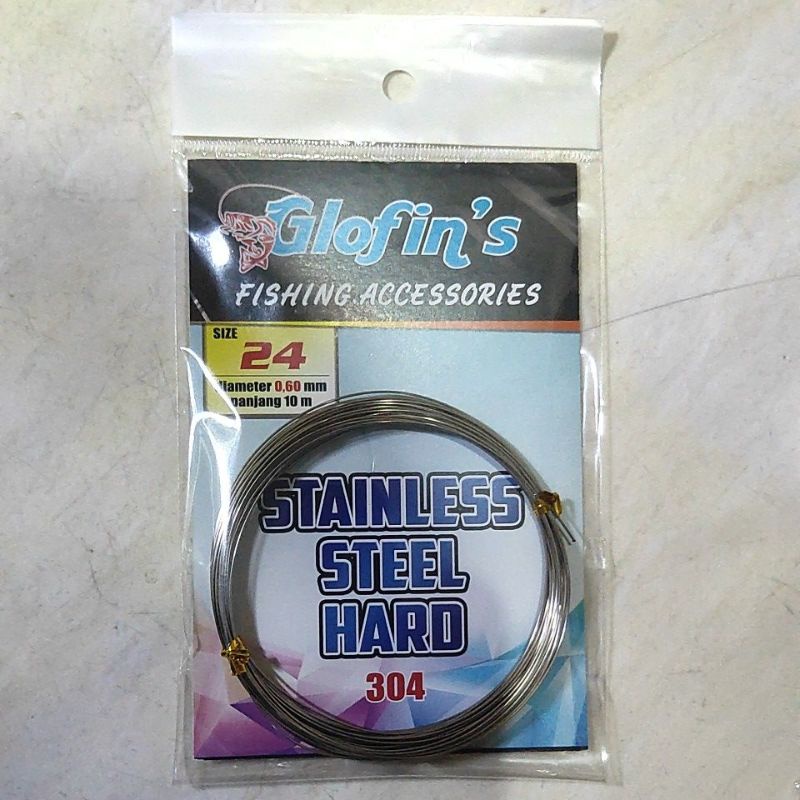 Glofin's
FISHING ACCESSORIES
SIZE
24
diameter 0,60 mm
panjang 10 m
STAINLESS
STEEL
HARD
304